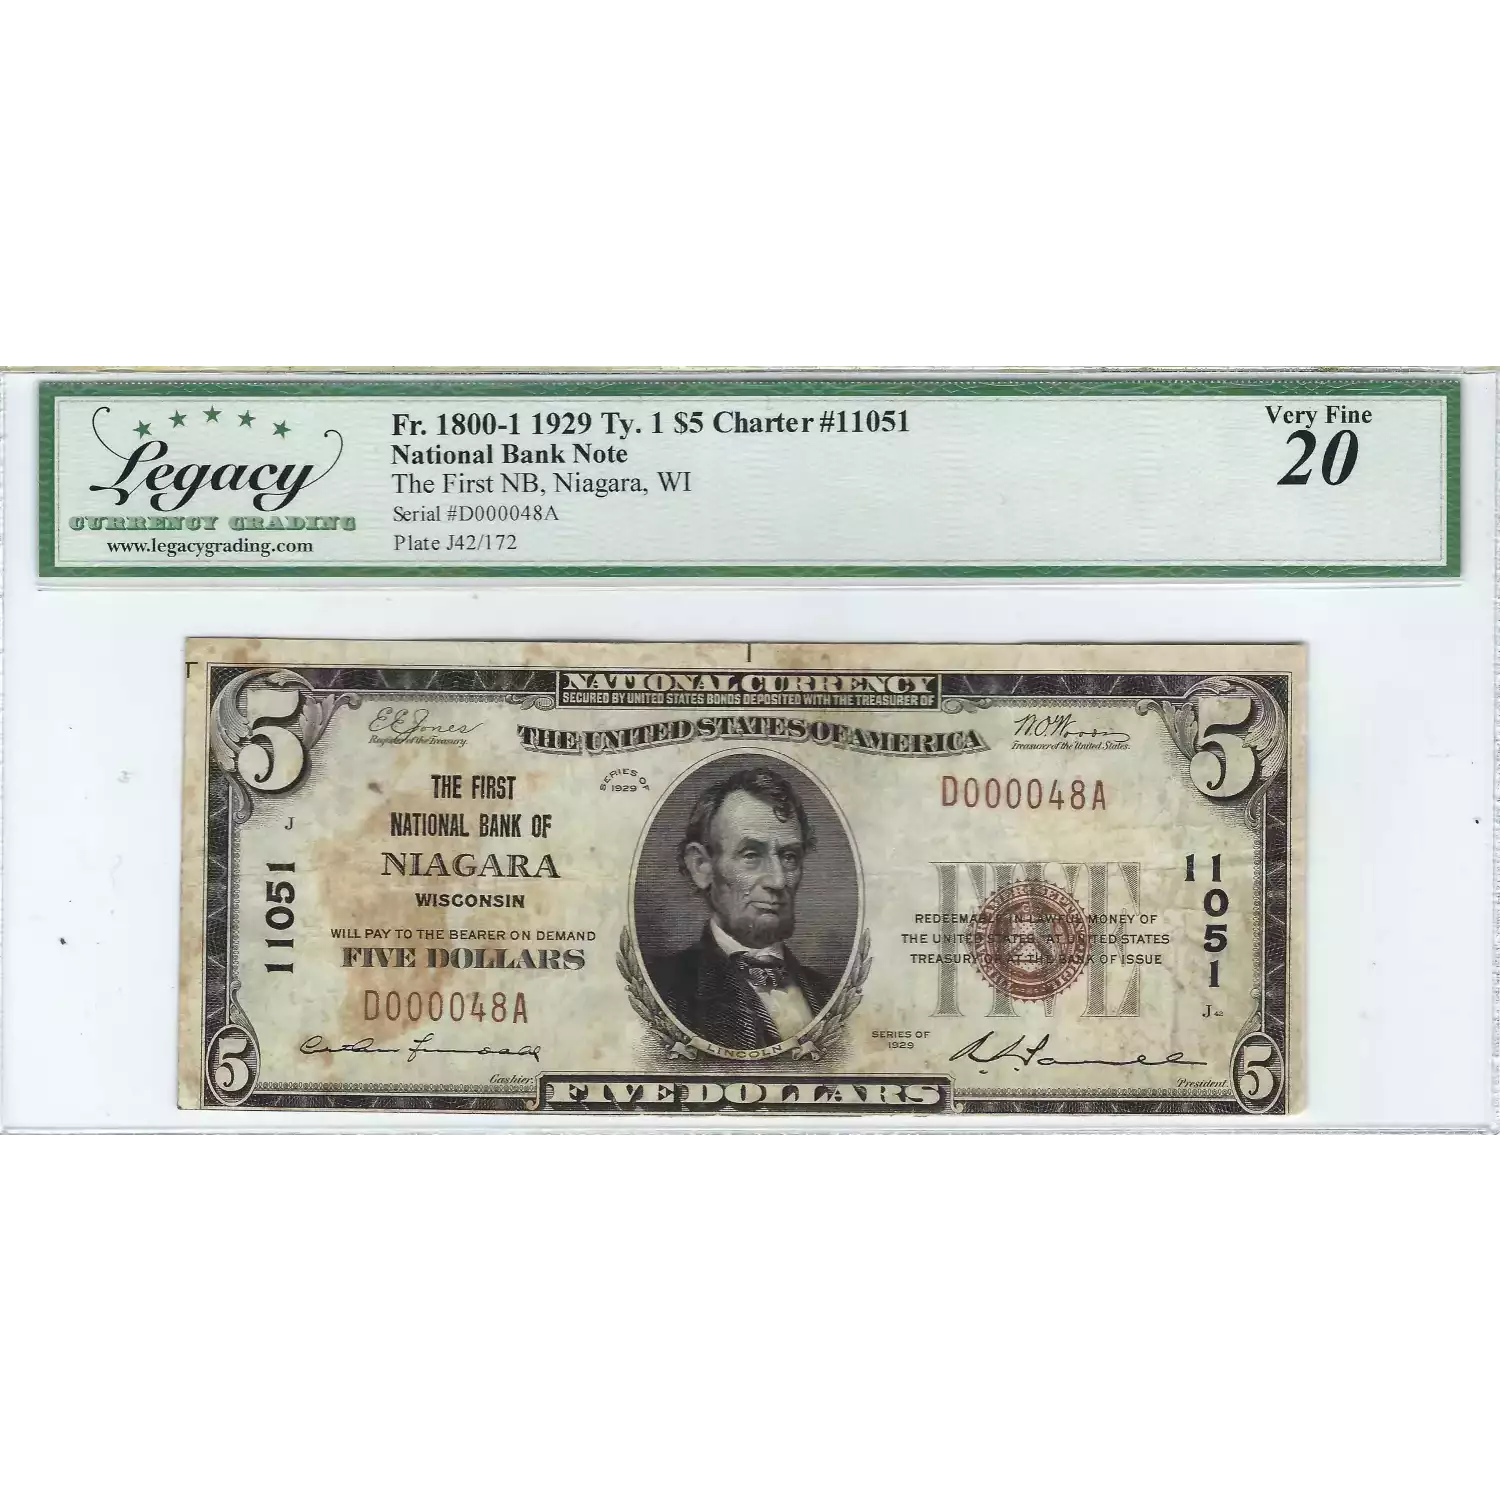 Legacy
CURRENCY GRADING
www.legacygrading.com
Fr. 1800-1 1929 Ty. 1 $5 Charter #11051
National Bank Note
The First NB, Niagara, WI
Serial #D000048A
Plate J42/172
Very Fine
20
NATIONAL CURRENCY
SECURED BY UNITED STATES BONDS DEPOSITED WITH THE TREASURER OF
THE UNITED STATES OF AMERICA
5
5
E.E. Jones
Register of the Treasury.
W.O. Woods
Treasurer of the United States.
SERIES OF
1929
THE FIRST
NATIONAL BANK OF
NIAGARA
WISCONSIN
WILL PAY TO THE BEARER ON DEMAND
FIVE DOLLARS
D000048A
J
11051
Cashier.
LINCOLN
D000048A
FIVE
REDEEMABLE IN LAWFUL MONEY OF
THE UNITED STATES, AT UNITED STATES
TREASURY OR AT THE BANK OF ISSUE
11051
J 42
SERIES OF
1929
President.
5
FIVE DOLLARS
5